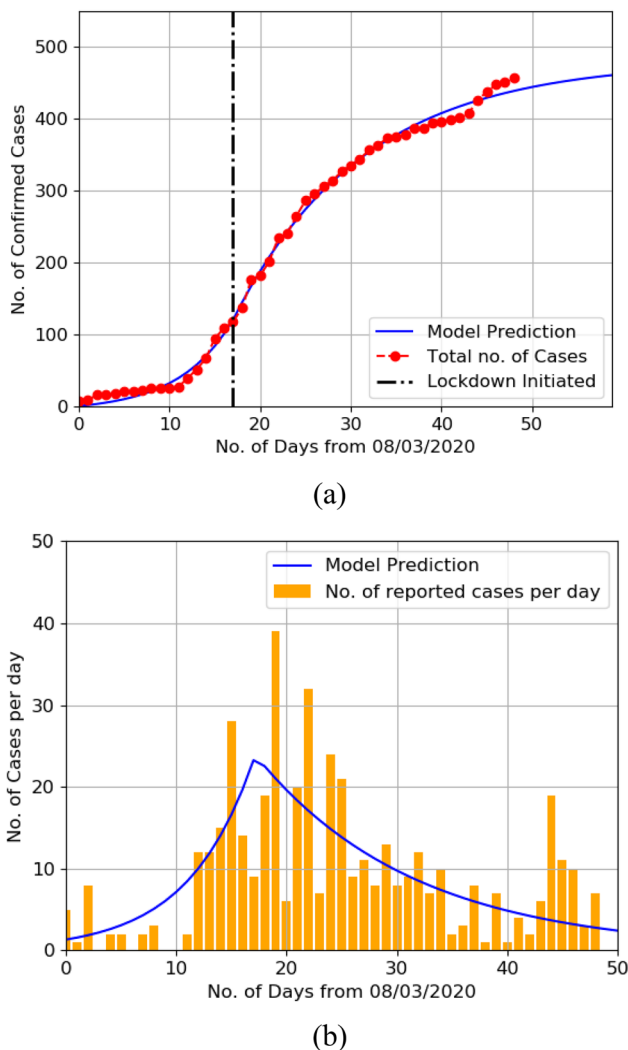 500
400
300
200
100
0
No. of Confirmed Cases
Model Prediction
Total no. of Cases
Lockdown Initiated
0 10 20 30 40 50
No. of Days from 08/03/2020
(a)
50
40
30
20
10
0
No. of Cases per day
Model Prediction
No. of reported cases per day
0 10 20 30 40 50
No. of Days from 08/03/2020
(b)